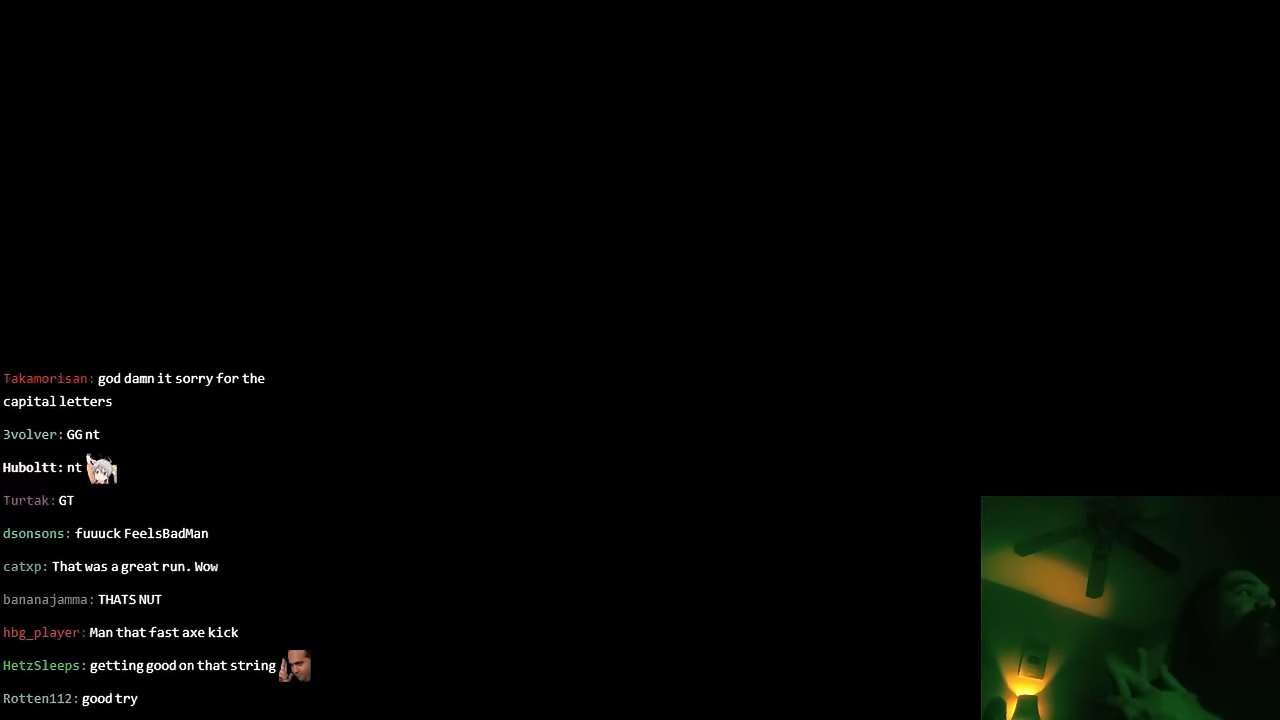 Takamorisan: god damn it sorry for the
capital letters
3volver: GG nt
Huboltt: nt
Turtak: GT
dsonsons: fuuuck FeelsBadMan
catxp: That was a great run. Wow
bananajamma: THATS NUT
hbg_player: Man that fast axe kick
HetzSleeps: getting good on that string
Rotten112: good try